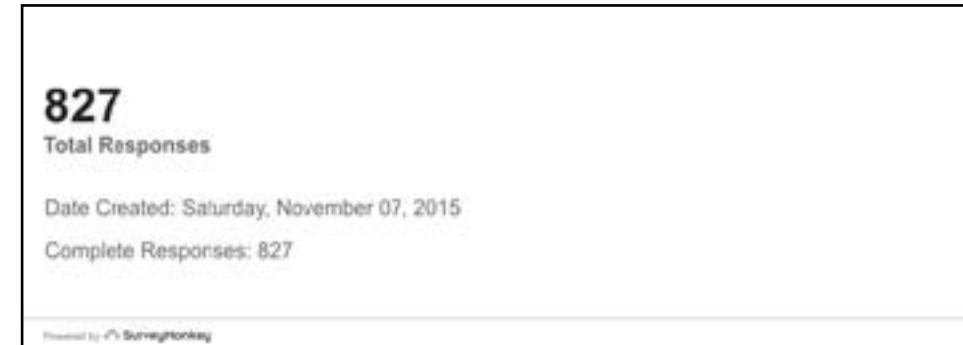 827
Total Responses
Date Created: Saturday, November 07, 2015
Complete Responses: 827
Powered by SurveyMonkey